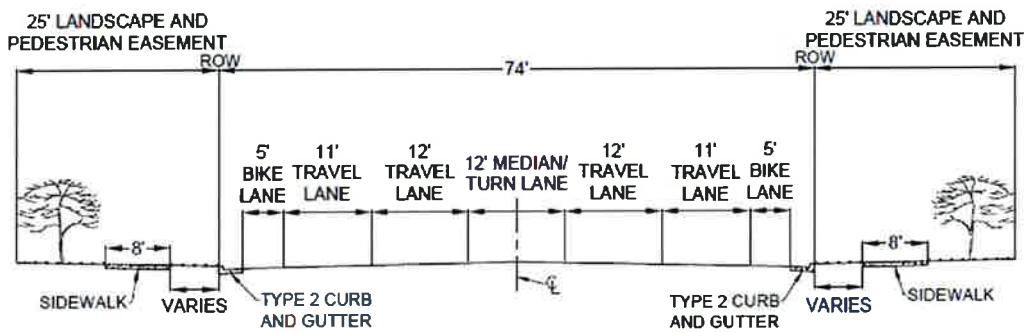 25' LANDSCAPE AND
PEDESTRIAN EASEMENT
ROW
74'
25' LANDSCAPE AND
PEDESTRIAN EASEMENT
ROW
5'
BIKE
LANE
11'
TRAVEL
LANE
12'
TRAVEL
LANE
12' MEDIAN/
TURN LANE
12'
TRAVEL
LANE
11'
TRAVEL
LANE
5'
BIKE
LANE
8'
SIDEWALK
VARIES
TYPE 2 CURB
AND GUTTER
CL
TYPE 2 CURB
AND GUTTER
VARIES
8'
SIDEWALK